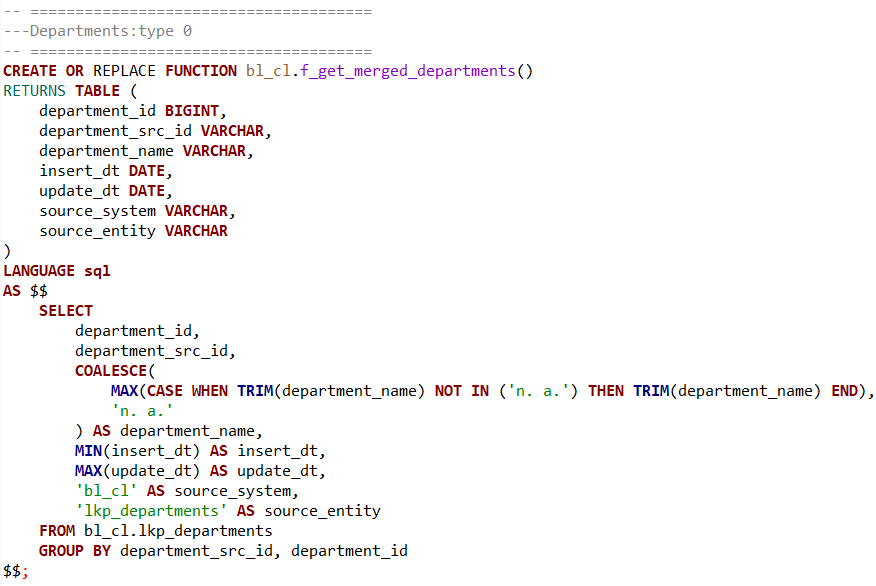 -- ======================================
---Departments:type 0
-- ======================================
CREATE OR REPLACE FUNCTION bl_cl.f_get_merged_departments()
RETURNS TABLE (
    department_id BIGINT,
    department_src_id VARCHAR,
    department_name VARCHAR,
    insert_dt DATE,
    update_dt DATE,
    source_system VARCHAR,
    source_entity VARCHAR
)
LANGUAGE sql
AS $$
    SELECT
        department_id,
        department_src_id,
        COALESCE(
            MAX(CASE WHEN TRIM(department_name) NOT IN ('n. a.') THEN TRIM(department_name) END),
            'n. a.'
        ) AS department_name,
        MIN(insert_dt) AS insert_dt,
        MAX(update_dt) AS update_dt,
        'bl_cl' AS source_system,
        'lkp_departments' AS source_entity
    FROM bl_cl.lkp_departments
    GROUP BY department_src_id, department_id
$$;